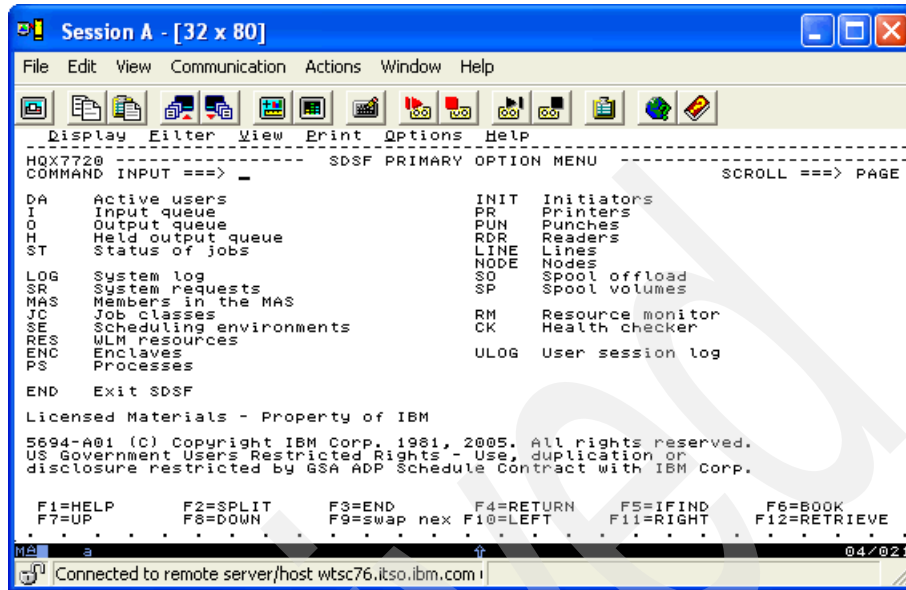 Session A - [32 x 80]
File Edit View Communication Actions Window Help
Display Filter View Print Options Help
HQX7720 ----------------- SDSF PRIMARY OPTION MENU -------------------------
COMMAND INPUT ===> _ SCROLL ===> PAGE
DA Active users INIT Initiators
I Input queue PR Printers
O Output queue PUN Punches
H Held output queue RDR Readers
ST Status of jobs LINE Lines
NODE Nodes
LOG System log SO Spool offload
SR System requests SP Spool volumes
MAS Members in the MAS
JC Job classes RM Resource monitor
SE Scheduling environments CK Health checker
RES WLM resources
ENC Enclaves ULOG User session log
PS Processes
END Exit SDSF
Licensed Materials - Property of IBM
5694-A01 (C) Copyright IBM Corp. 1981, 2005. All rights reserved.
US Government Users Restricted Rights - Use, duplication or
disclosure restricted by GSA ADP Schedule Contract with IBM Corp.
F1=HELP F2=SPLIT F3=END F4=RETURN F5=IFIND F6=BOOK
F7=UP F8=DOWN F9=swap nex F10=LEFT F11=RIGHT F12=RETRIEVE
MA a 04/021
Connected to remote server/host wtsc76.itso.ibm.com